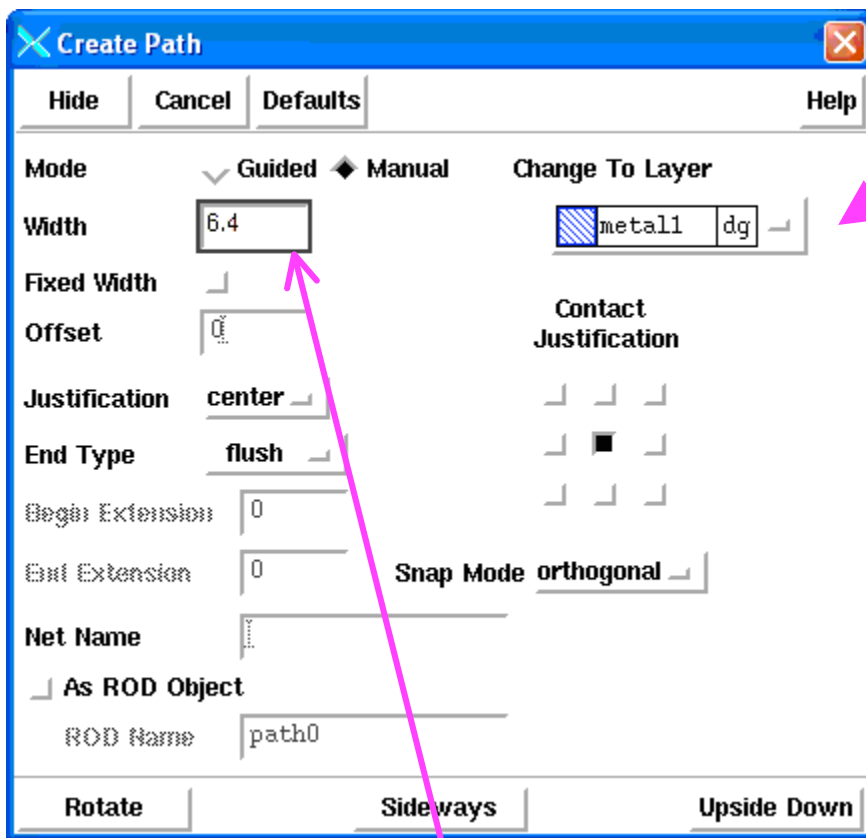 Create Path
Hide Cancel Defaults Help
Mode Guided Manual Change To Layer
Width 6.4 metal1 dg
Fixed Width
Offset 0
Contact
Justification
Justification center
End Type flush
Begin Extension 0
End Extension 0 Snap Mode orthogonal
Net Name
As ROD Object
ROD Name path0
Rotate Sideways Upside Down